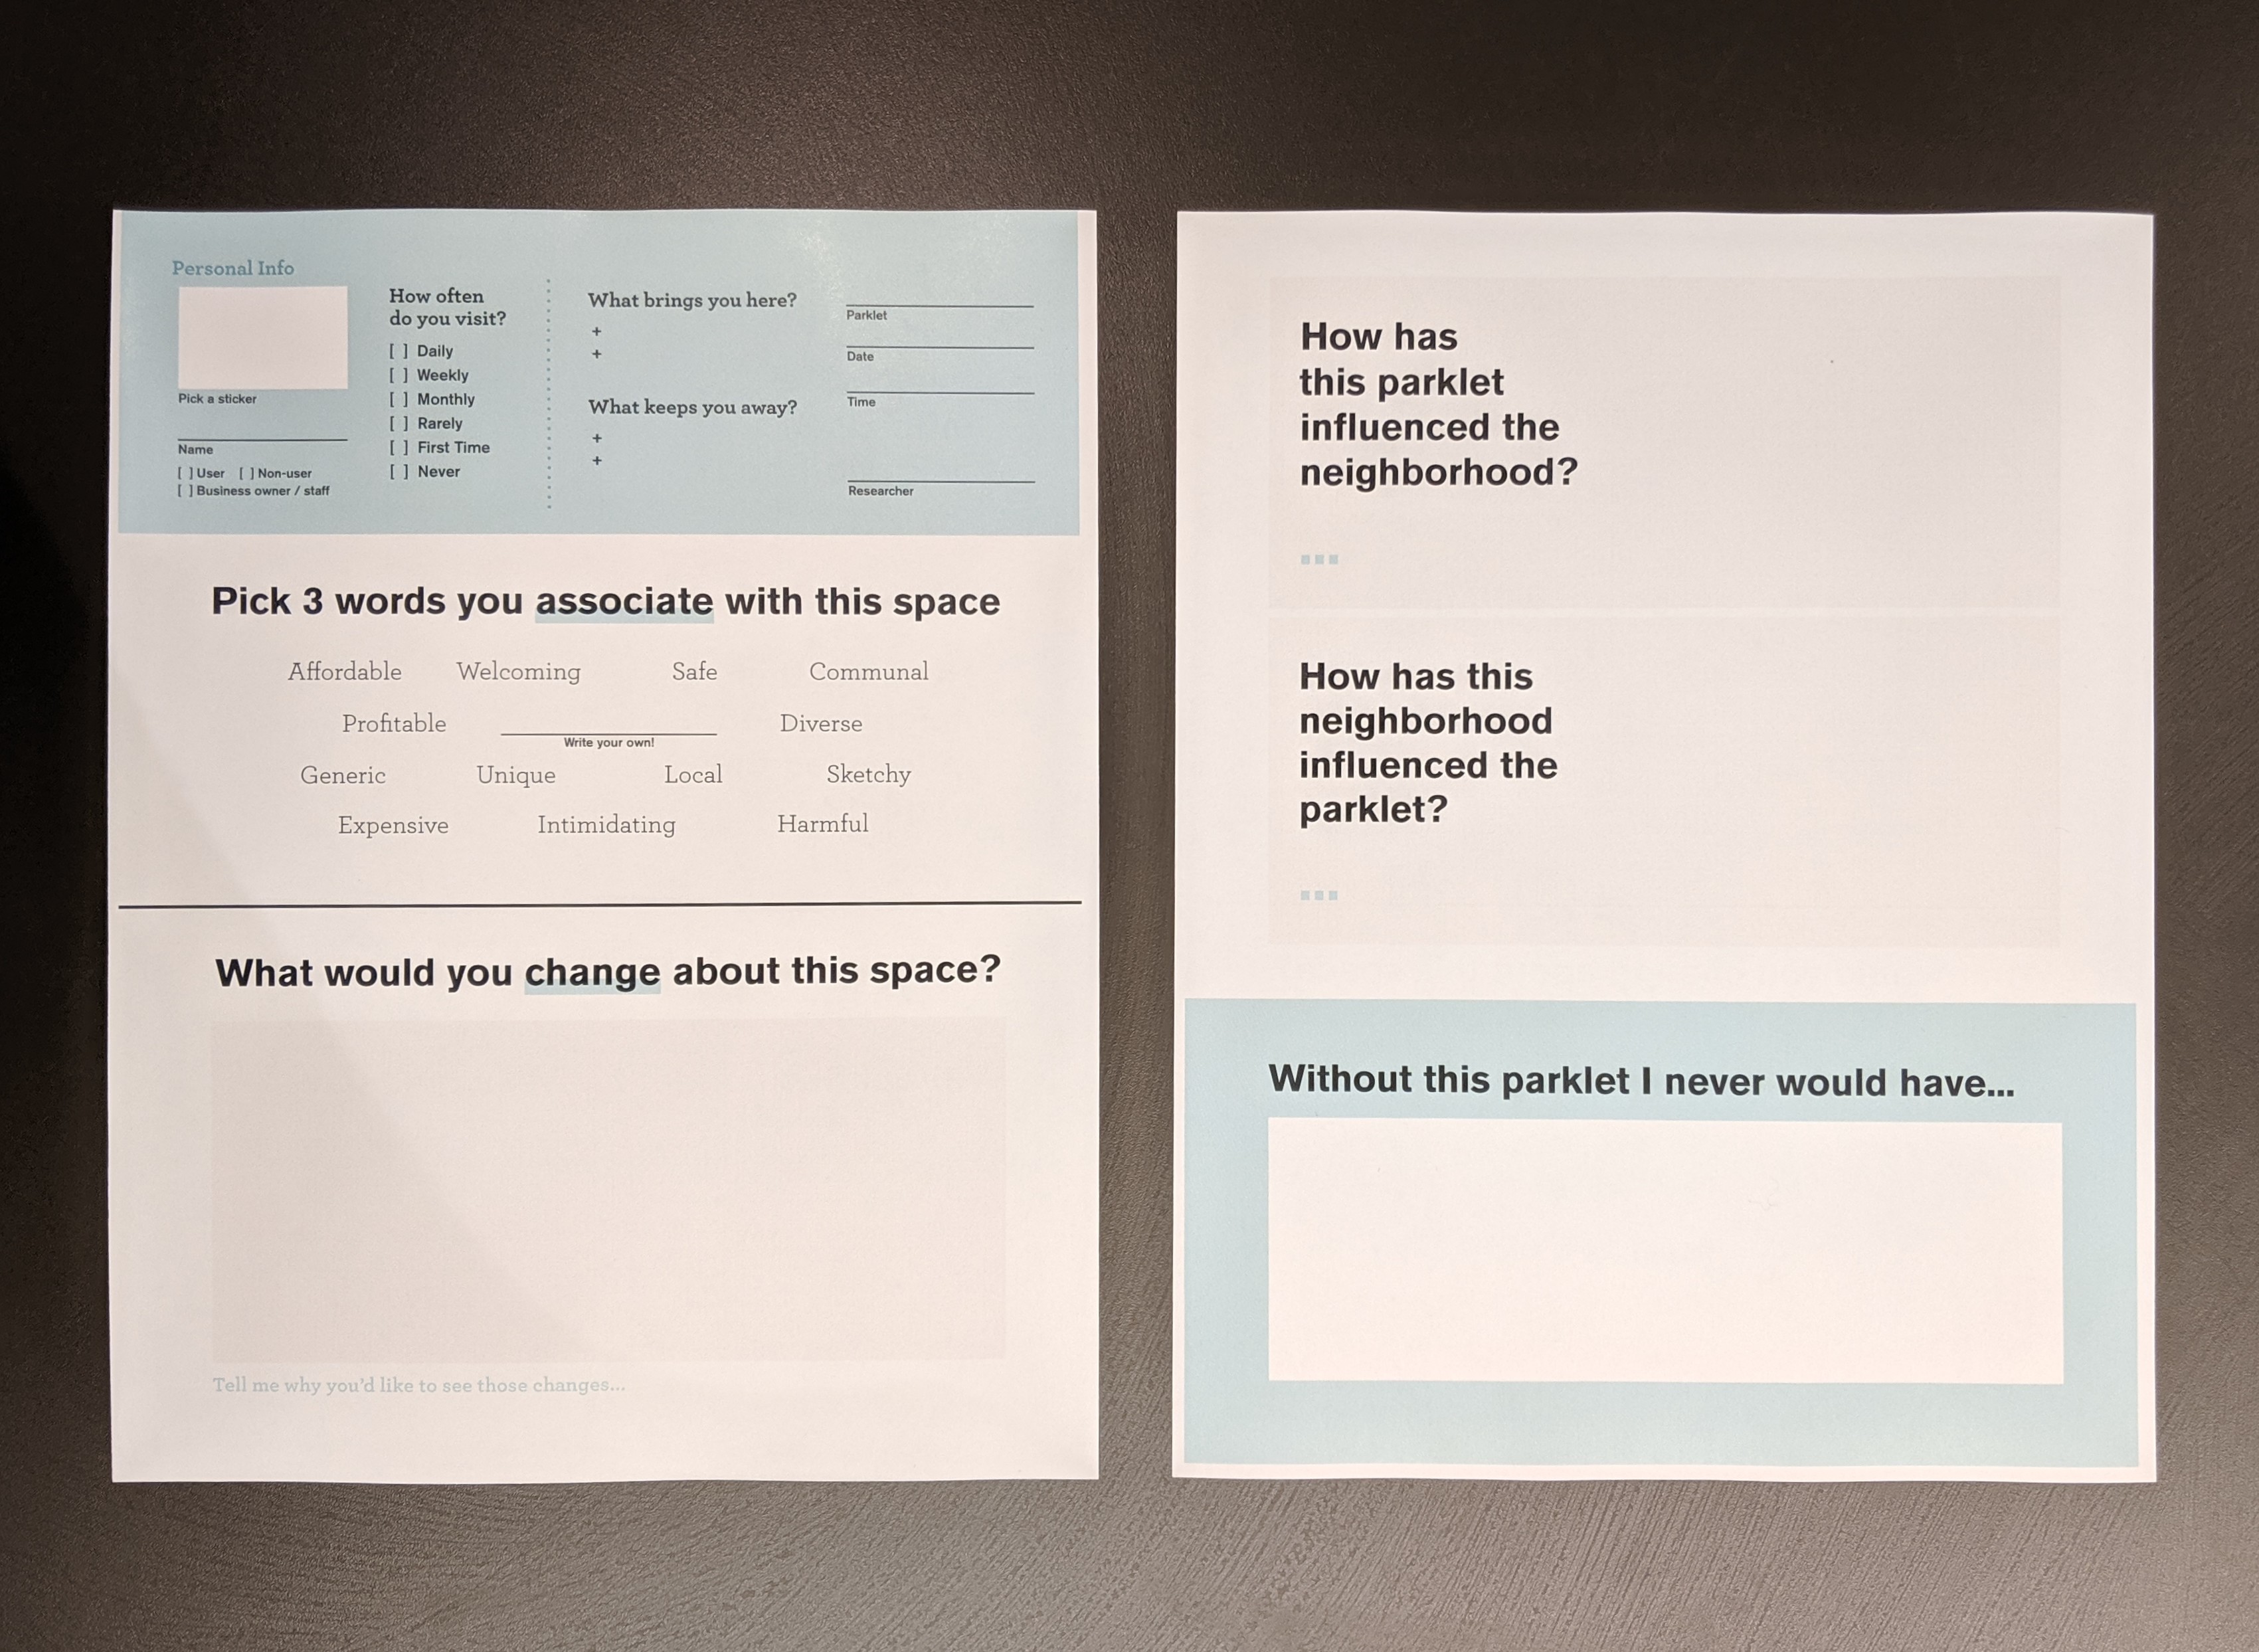 Personal Info
Pick a sticker
Name
[ ] User [ ] Non-user
[ ] Business owner / staff
How often
do you visit?
[ ] Daily
[ ] Weekly
[ ] Monthly
[ ] Rarely
[ ] First Time
[ ] Never
What brings you here?
+
+
What keeps you away?
+
+
Parklet
Date
Time
Researcher
Pick 3 words you associate with this space
Affordable Welcoming Safe Communal
Profitable Diverse
Write your own!
Generic Unique Local Sketchy
Expensive Intimidating Harmful
What would you change about this space?
Tell me why you'd like to see those changes...
How has
this parklet
influenced the
neighborhood?
...
How has this
neighborhood
influenced the
parklet?
...
Without this parklet I never would have...